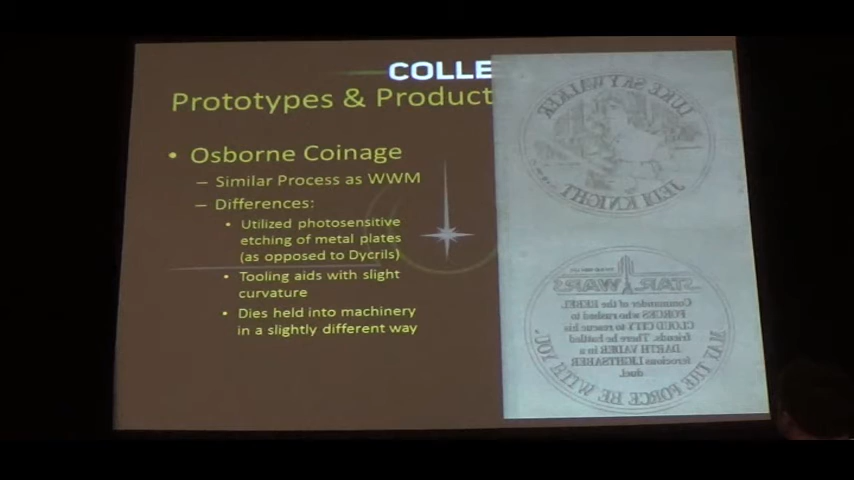 COLLE
Prototypes & Product
• Osborne Coinage
– Similar Process as WWM
– Differences:
• Utilized photosensitive
etching of metal plates
(as opposed to Dycrils)
• Tooling aids with slight
curvature
• Dies held into machinery
in a slightly different way
LUKE SKYWALKER
JEDI KNIGHT
STAR WARS
Commander of the REBEL
FORCES who rushed to
CLOUD CITY to rescue his
friends. There he battled
DARTH VADER in a
ferocious LIGHTSABER
duel.
MAY THE FORCE BE WITH YOU.